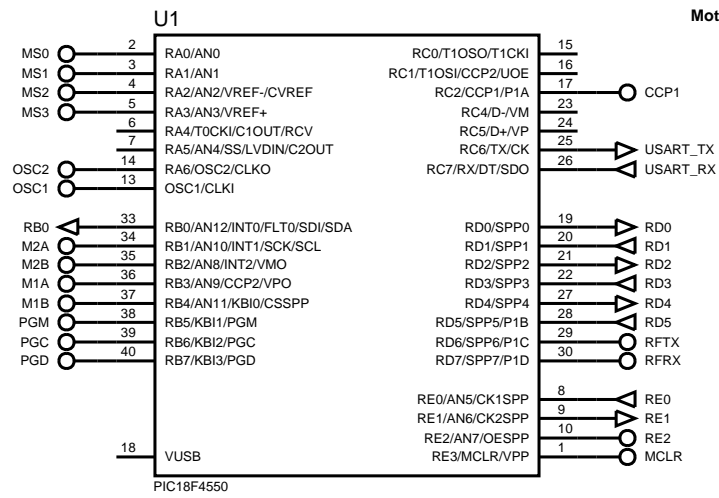 U1
Mot
MS0 2 RA0/AN0 RC0/T1OSO/T1CKI 15
MS1 3 RA1/AN1 RC1/T1OSI/CCP2/UOE 16
MS2 4 RA2/AN2/VREF-/CVREF RC2/CCP1/P1A 17 CCP1
MS3 5 RA3/AN3/VREF+ RC4/D-/VM 23
6 RA4/T0CKI/C1OUT/RCV RC5/D+/VP 24
7 RA5/AN4/SS/LVDIN/C2OUT RC6/TX/CK 25 USART_TX
OSC2 14 RA6/OSC2/CLKO RC7/RX/DT/SDO 26 USART_RX
OSC1 13 OSC1/CLKI
RB0 33 RB0/AN12/INT0/FLT0/SDI/SDA RD0/SPP0 19 RD0
M2A 34 RB1/AN10/INT1/SCK/SCL RD1/SPP1 20 RD1
M2B 35 RB2/AN8/INT2/VMO RD2/SPP2 21 RD2
M1A 36 RB3/AN9/CCP2/VPO RD3/SPP3 22 RD3
M1B 37 RB4/AN11/KBI0/CSSPP RD4/SPP4 27 RD4
PGM 38 RB5/KBI1/PGM RD5/SPP5/P1B 28 RD5
PGC 39 RB6/KBI2/PGC RD6/SPP6/P1C 29 RFTX
PGD 40 RB7/KBI3/PGD RD7/SPP7/P1D 30 RFRX
RE0/AN5/CK1SPP 8 RE0
RE1/AN6/CK2SPP 9 RE1
RE2/AN7/OESPP 10 RE2
18 VUSB RE3/MCLR/VPP 1 MCLR
PIC18F4550